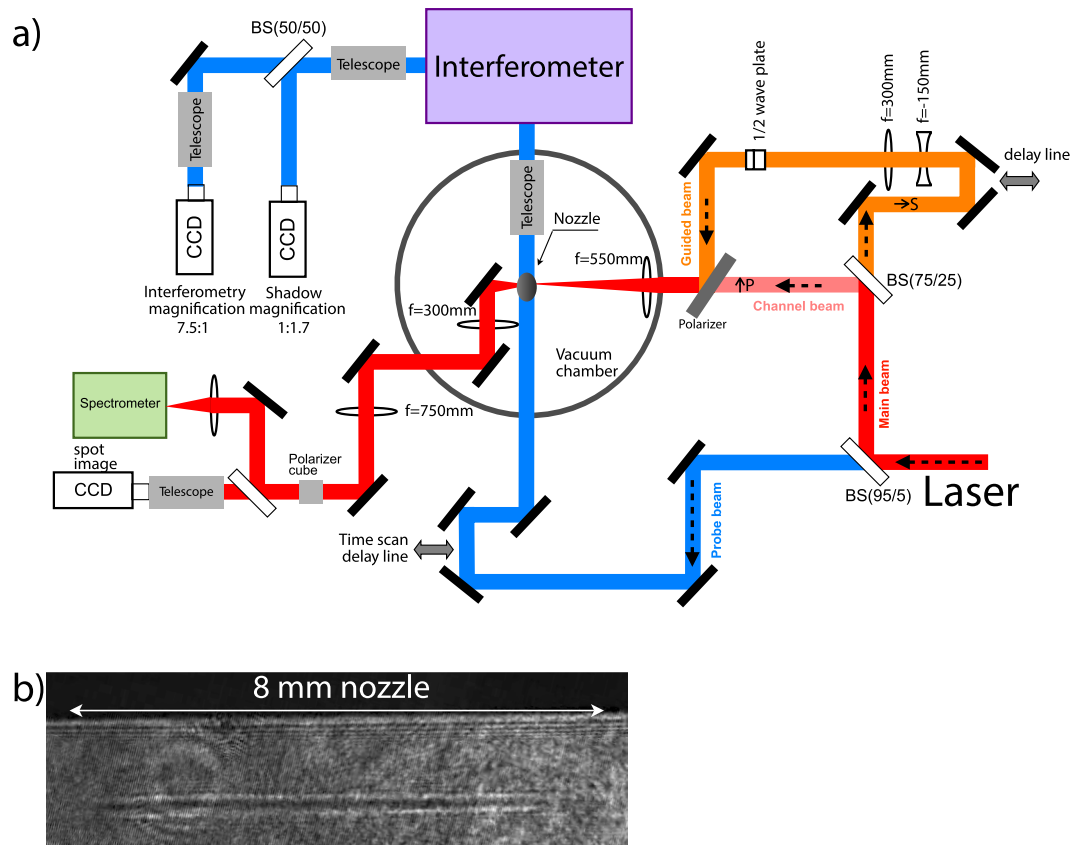 a)
BS(50/50)
Telescope
Interferometer
Telescope
CCD
CCD
Interferometry
magnification
7.5:1
Shadow
magnification
1:1.7
Telescope
Nozzle
f=550mm
f=300mm
Vacuum
chamber
1/2 wave plate
f=300mm
f=-150mm
delay line
Guided beam
S
BS(75/25)
P
Channel beam
Polarizer
Main beam
Spectrometer
f=750mm
spot
image
CCD
Telescope
Polarizer
cube
BS(95/5)
Laser
Probe beam
Time scan
delay line
b)
8 mm nozzle